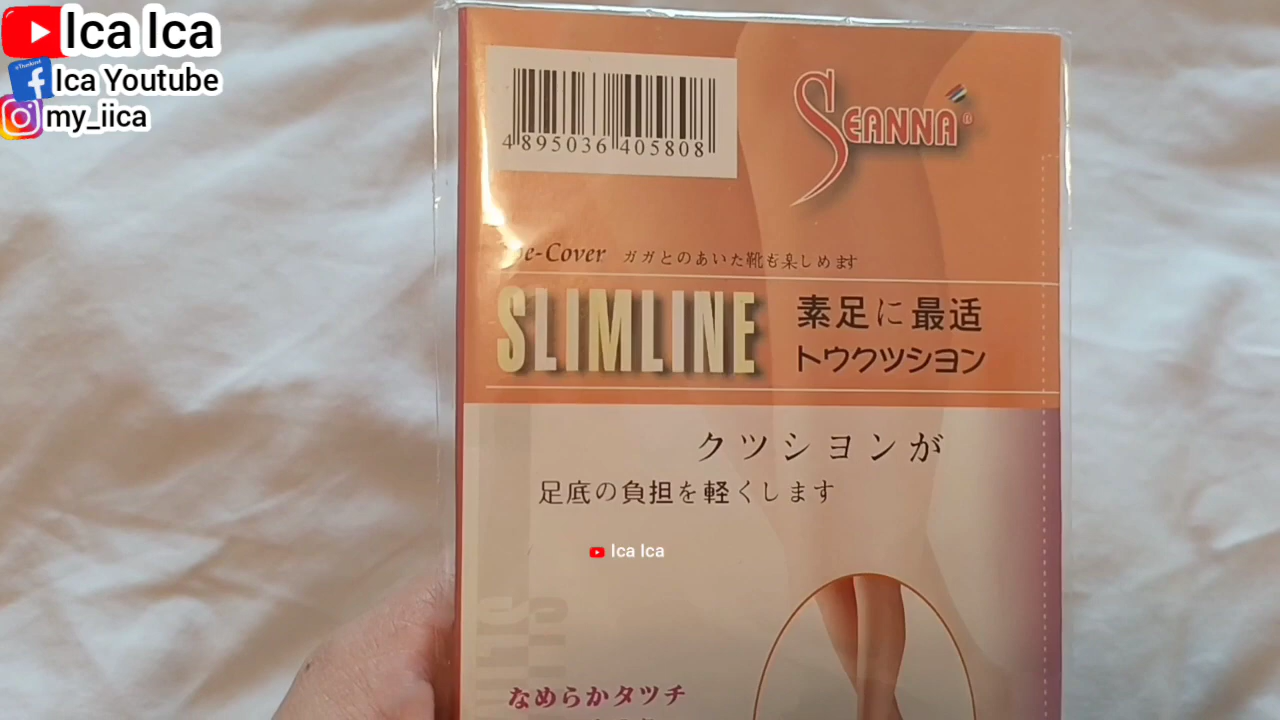 Ica Ica
Ica Youtube
my_iica
4 895036 405808
SEANNA®
-Cover ガガとのあいた靴も楽しめます
SLIMLINE
素足に最适
トウクツシヨン
クツシヨンが
足底の負担を軽くします
Ica Ica
なめらかタツチ